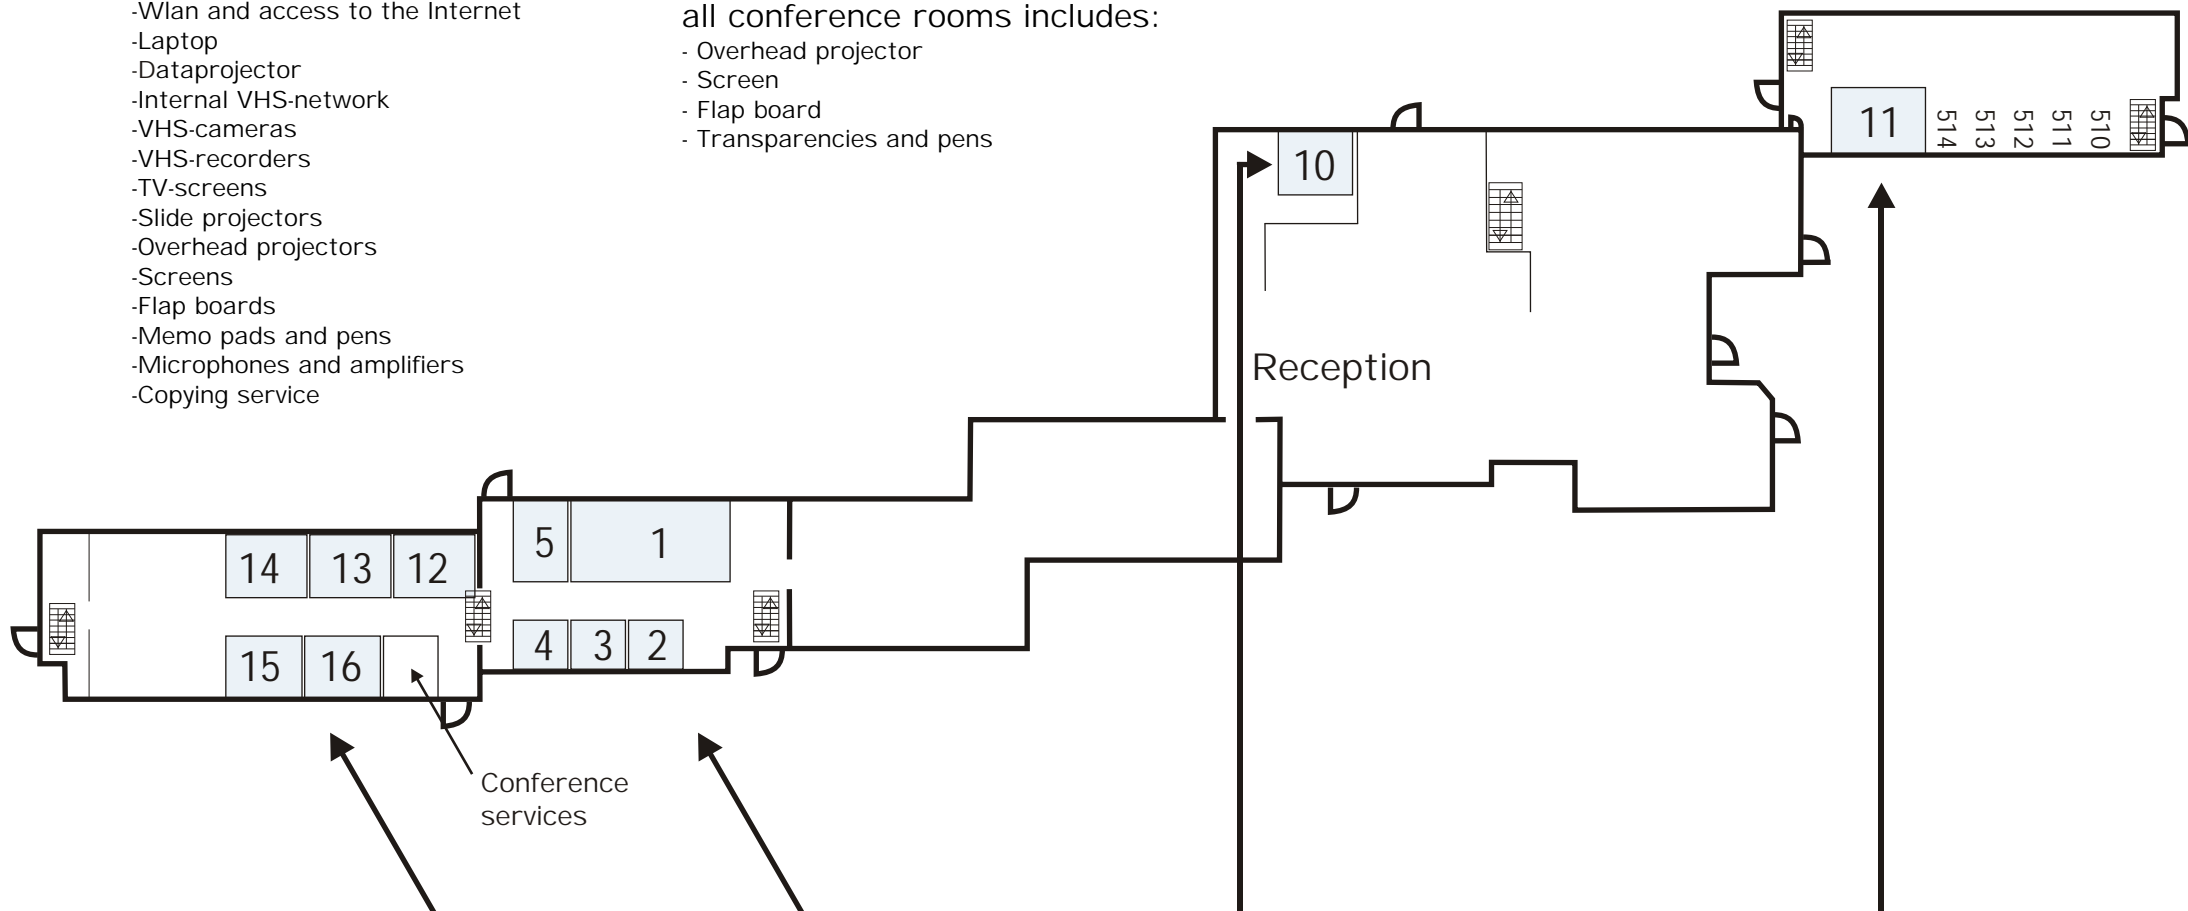 -Wlan and access to the Internet
-Laptop
-Dataprojector
-Internal VHS-network
-VHS-cameras
-VHS-recorders
-TV-screens
-Slide projectors
-Overhead projectors
-Screens
-Flap boards
-Memo pads and pens
-Microphones and amplifiers
-Copying service
all conference rooms includes:
- Overhead projector
- Screen
- Flap board
- Transparencies and pens
11
514
513
512
511
510
10
Reception
5
1
14
13
12
4
3
2
15
16
Conference
services